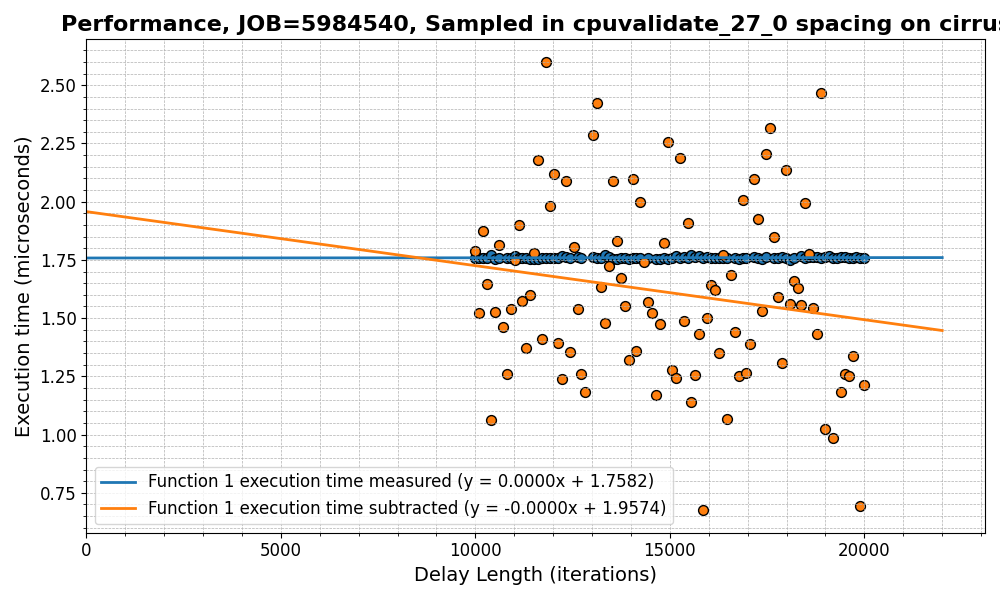 Performance, JOB=5984540, Sampled in cpuvalidate_27_0 spacing on cirrus
Execution time (microseconds)
2.50
2.25
2.00
1.75
1.50
1.25
1.00
0.75
Function 1 execution time measured (y = 0.0000x + 1.7582)
Function 1 execution time subtracted (y = -0.0000x + 1.9574)
0 5000 10000 15000 20000
Delay Length (iterations)